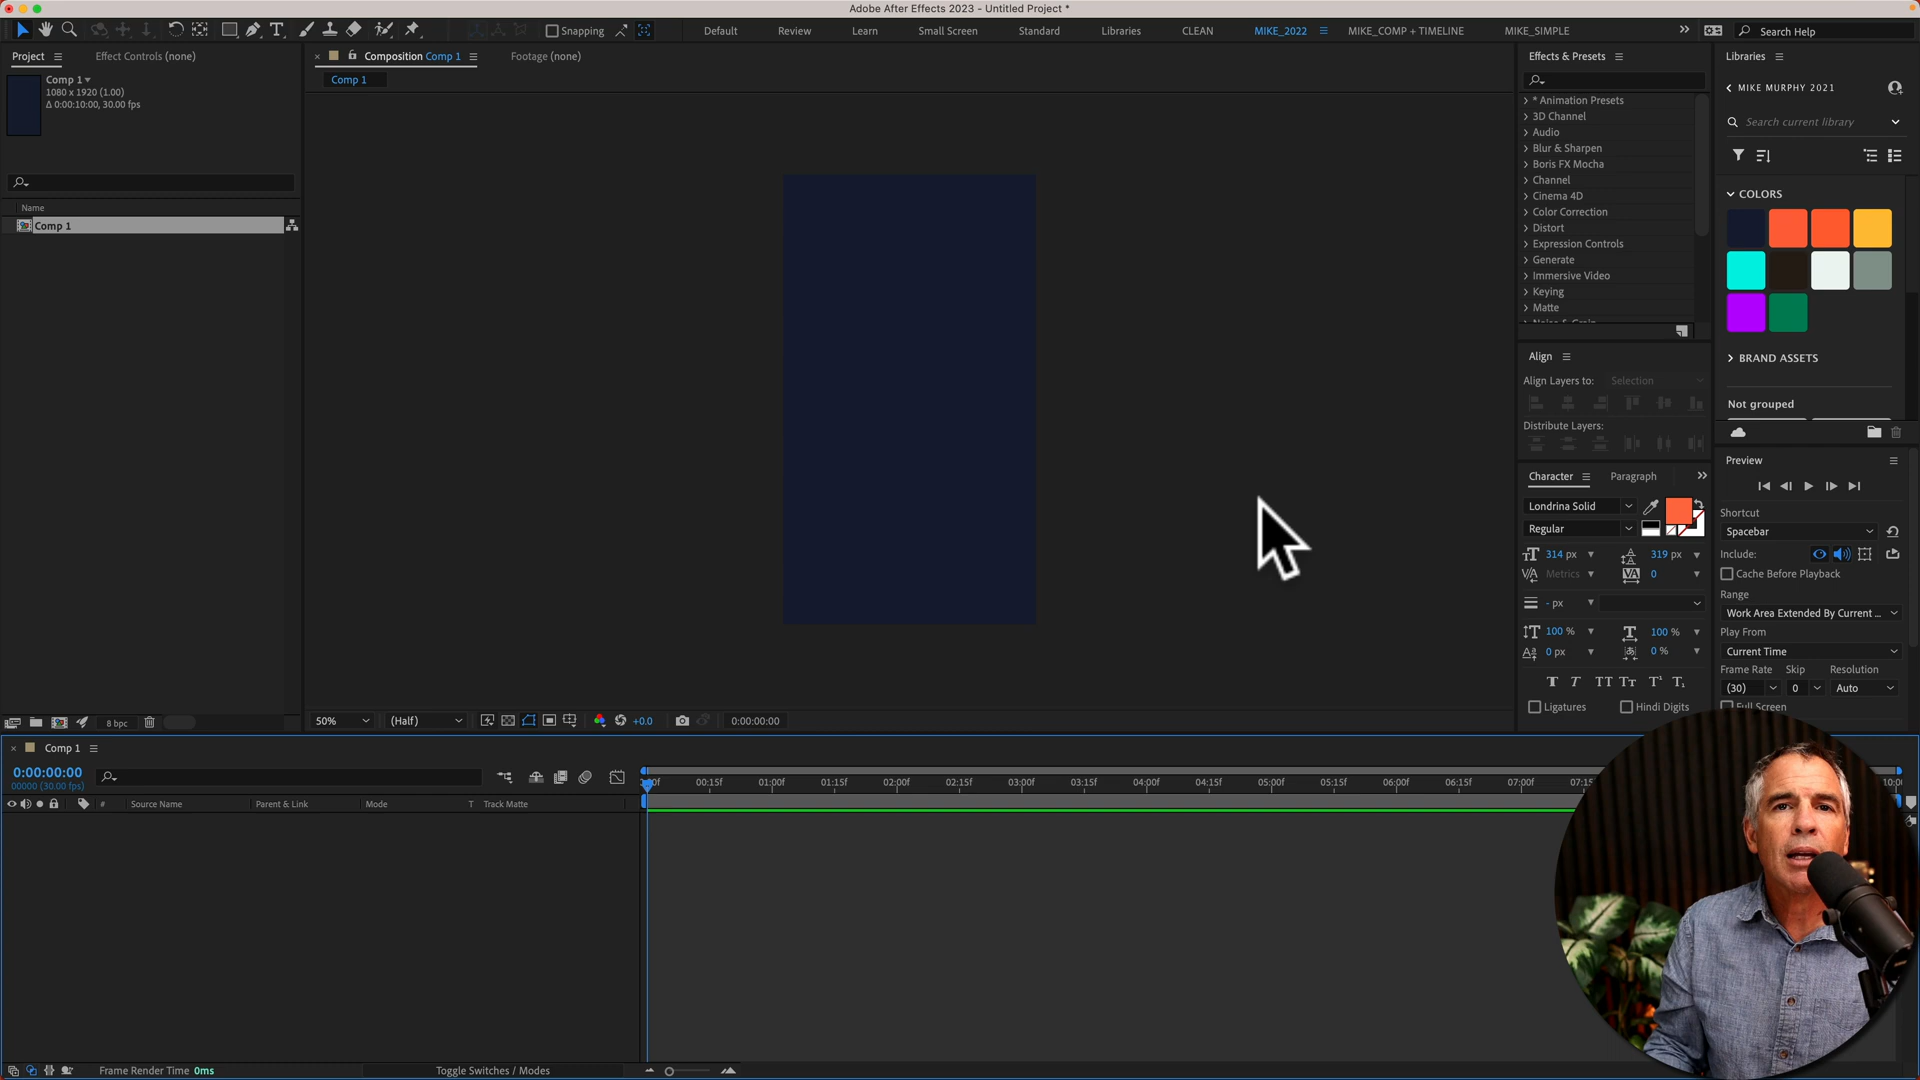 Adobe After Effects 2023 - Untitled Project *
Snapping
Default
Review
Learn
Small Screen
Standard
Libraries
CLEAN
MIKE_2022
MIKE_COMP + TIMELINE
MIKE_SIMPLE
Search Help
Project
Effect Controls (none)
Comp 1
1080 x 1920 (1.00)
Δ 0:00:10:00, 30.00 fps
Name
Comp 1
8 bpc
Composition Comp 1
Footage (none)
Comp 1
50%
(Half)
+0.0
0:00:00:00
Effects & Presets
* Animation Presets
3D Channel
Audio
Blur & Sharpen
Boris FX Mocha
Channel
Cinema 4D
Color Correction
Distort
Expression Controls
Generate
Immersive Video
Keying
Matte
Align
Align Layers to:
Selection
Distribute Layers:
Character
Paragraph
Londrina Solid
Regular
314 px
319 px
Metrics
0
- px
100 %
100 %
0 px
0 %
Ligatures
Hindi Digits
Libraries
MIKE MURPHY 2021
Search current library
COLORS
BRAND ASSETS
Not grouped
Preview
Shortcut
Spacebar
Include:
Cache Before Playback
Range
Work Area Extended By Current ...
Play From
Current Time
Frame Rate
Skip
Resolution
(30)
0
Auto
Full Screen
Comp 1
0:00:00:00
00000 (30.00 fps)
#
Source Name
Parent & Link
Mode
T
Track Matte
00:15f
01:00f
01:15f
02:00f
02:15f
03:00f
03:15f
04:00f
04:15f
05:00f
05:15f
06:00f
06:15f
07:00f
Frame Render Time 0ms
Toggle Switches / Modes